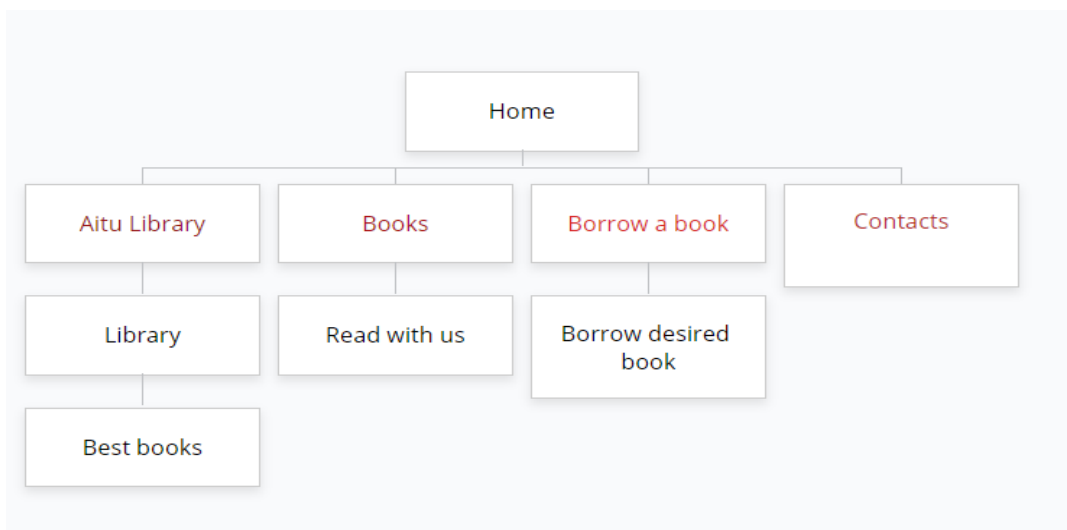 Home
Aitu Library
Books
Borrow a book
Contacts
Library
Read with us
Borrow desired
book
Best books